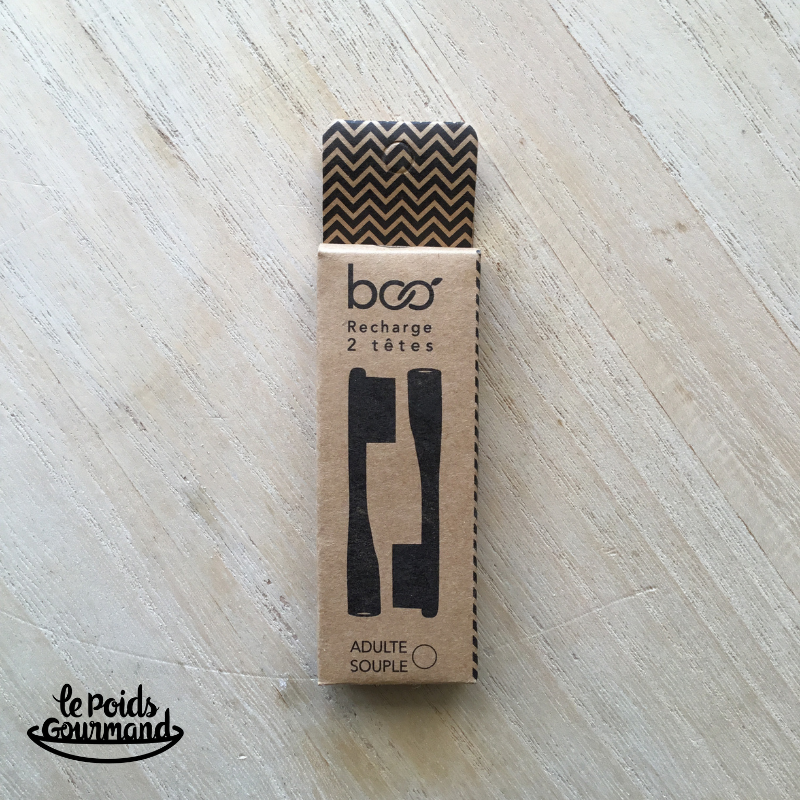 boo
Recharge
2 têtes
ADULTE
SOUPLE
le Poids
Gourmand